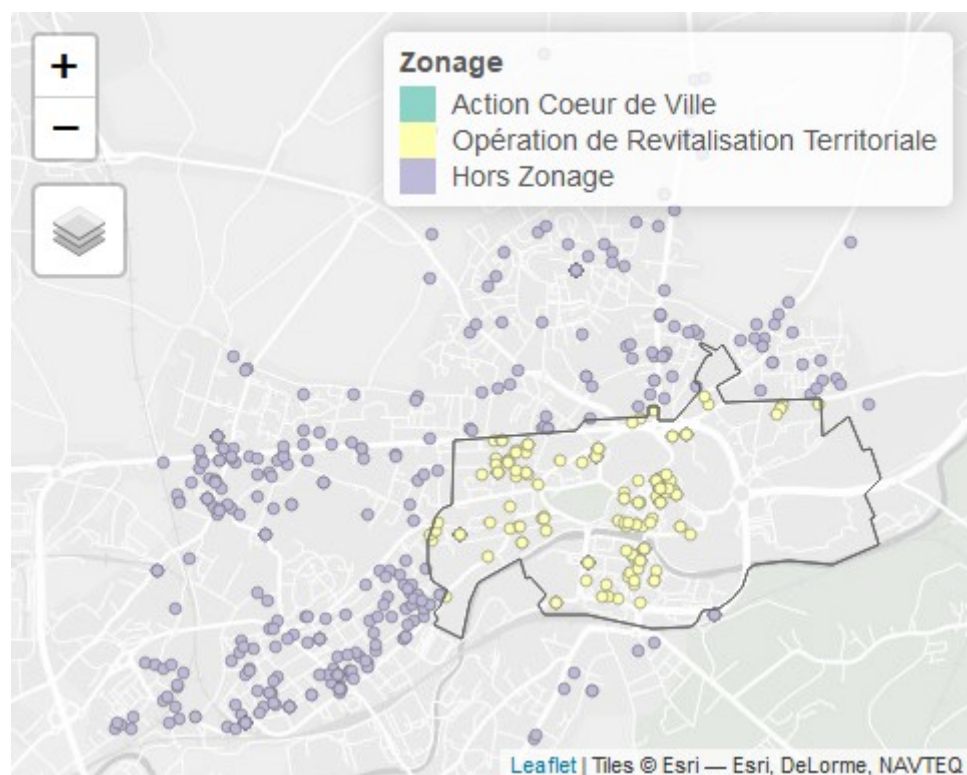 +
−
Zonage
Action Coeur de Ville
Opération de Revitalisation Territoriale
Hors Zonage
Leaflet | Tiles © Esri — Esri, DeLorme, NAVTEQ